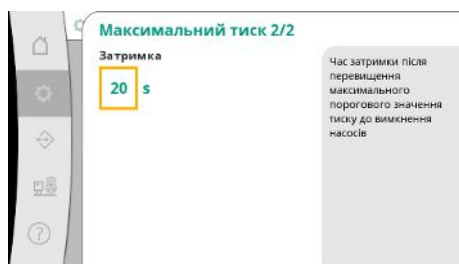 Максимальний тиск 2/2
Затримка
20 s
Час затримки після
перевищення
максимального
порогового значення
тиску до вимкнення
насосів